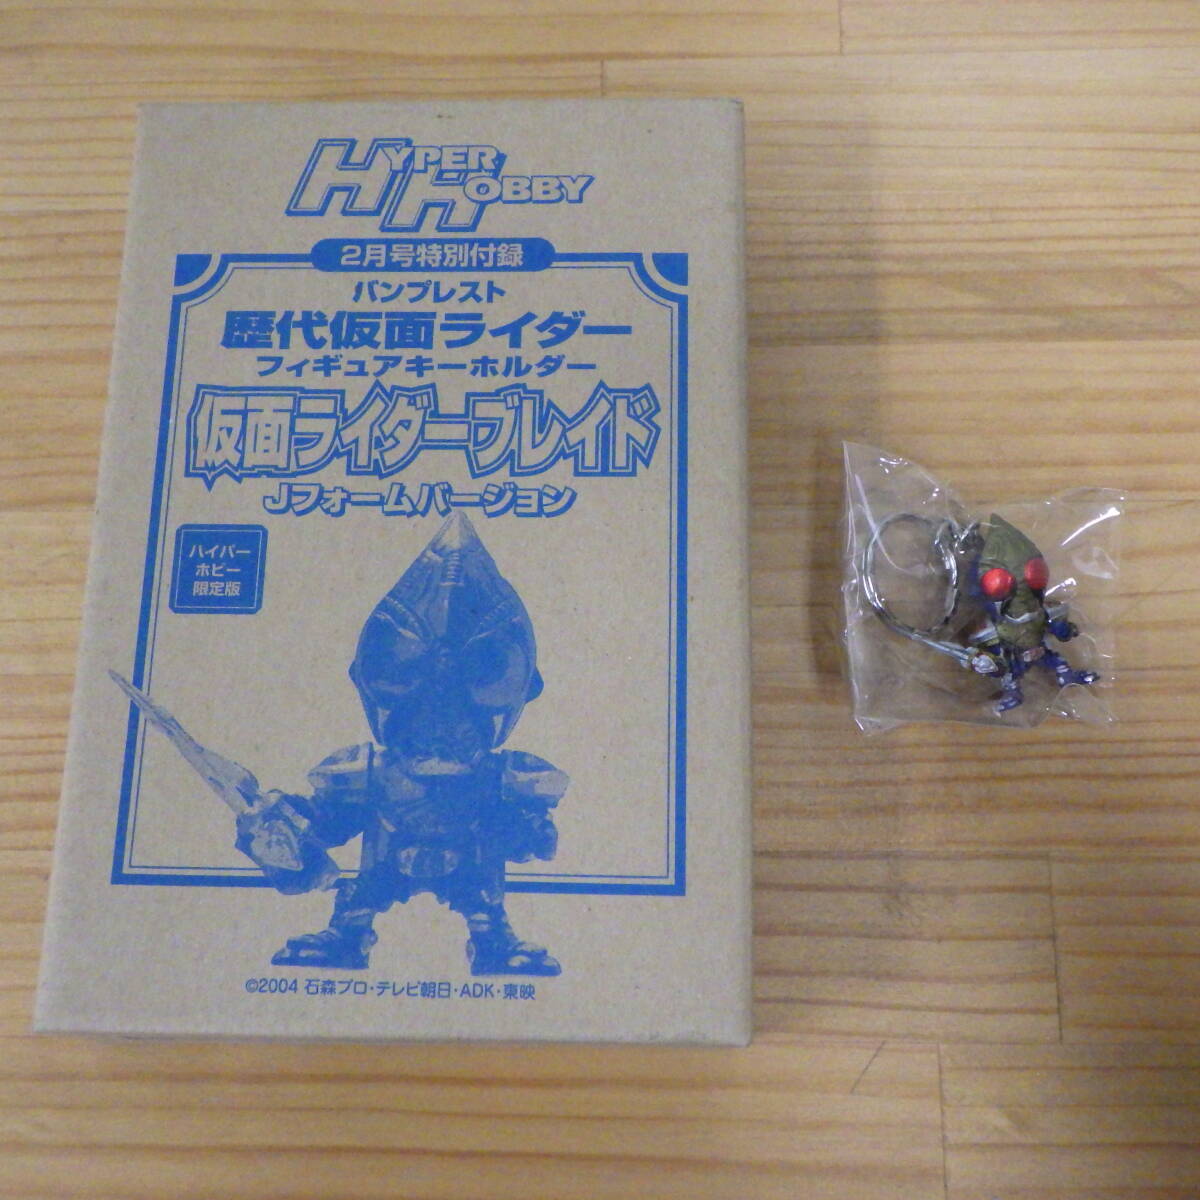 HYPER HOBBY
2月号特別付録
バンプレスト
歴代仮面ライダー
フィギュアキーホルダー
仮面ライダーブレイド
Jフォームバージョン
ハイパー
ホビー
限定版
©2004 石森プロ・テレビ朝日・ADK・東映